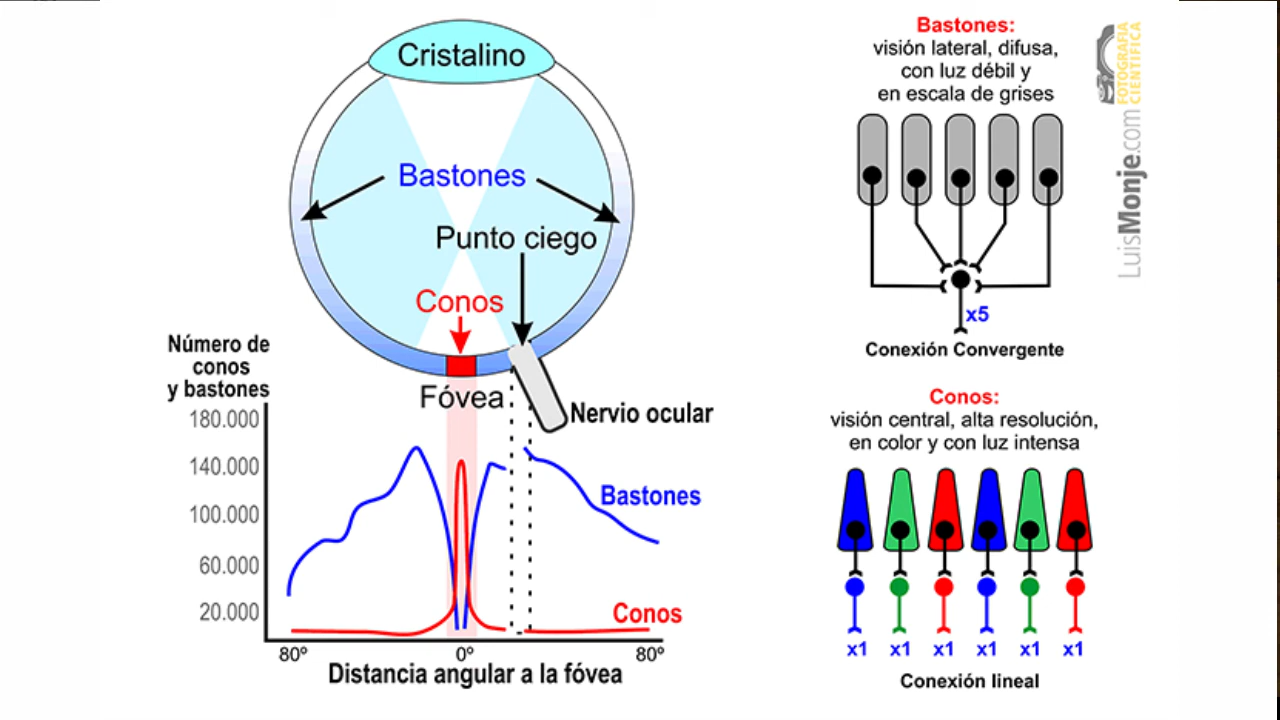 Cristalino
Bastones
Punto ciego
Conos
Fóvea
Nervio ocular
Número de
conos
y bastones
180.000
140.000
100.000
60.000
20.000
Bastones
Conos
80º
0º
80º
Distancia angular a la fóvea
Bastones:
visión lateral, difusa,
con luz débil y
en escala de grises
x5
Conexión Convergente
Conos:
visión central, alta resolución,
en color y con luz intensa
x1 x1 x1 x1 x1 x1
Conexión lineal
FOTOGRAFIA
CIENTIFICA
LuisMonje.com